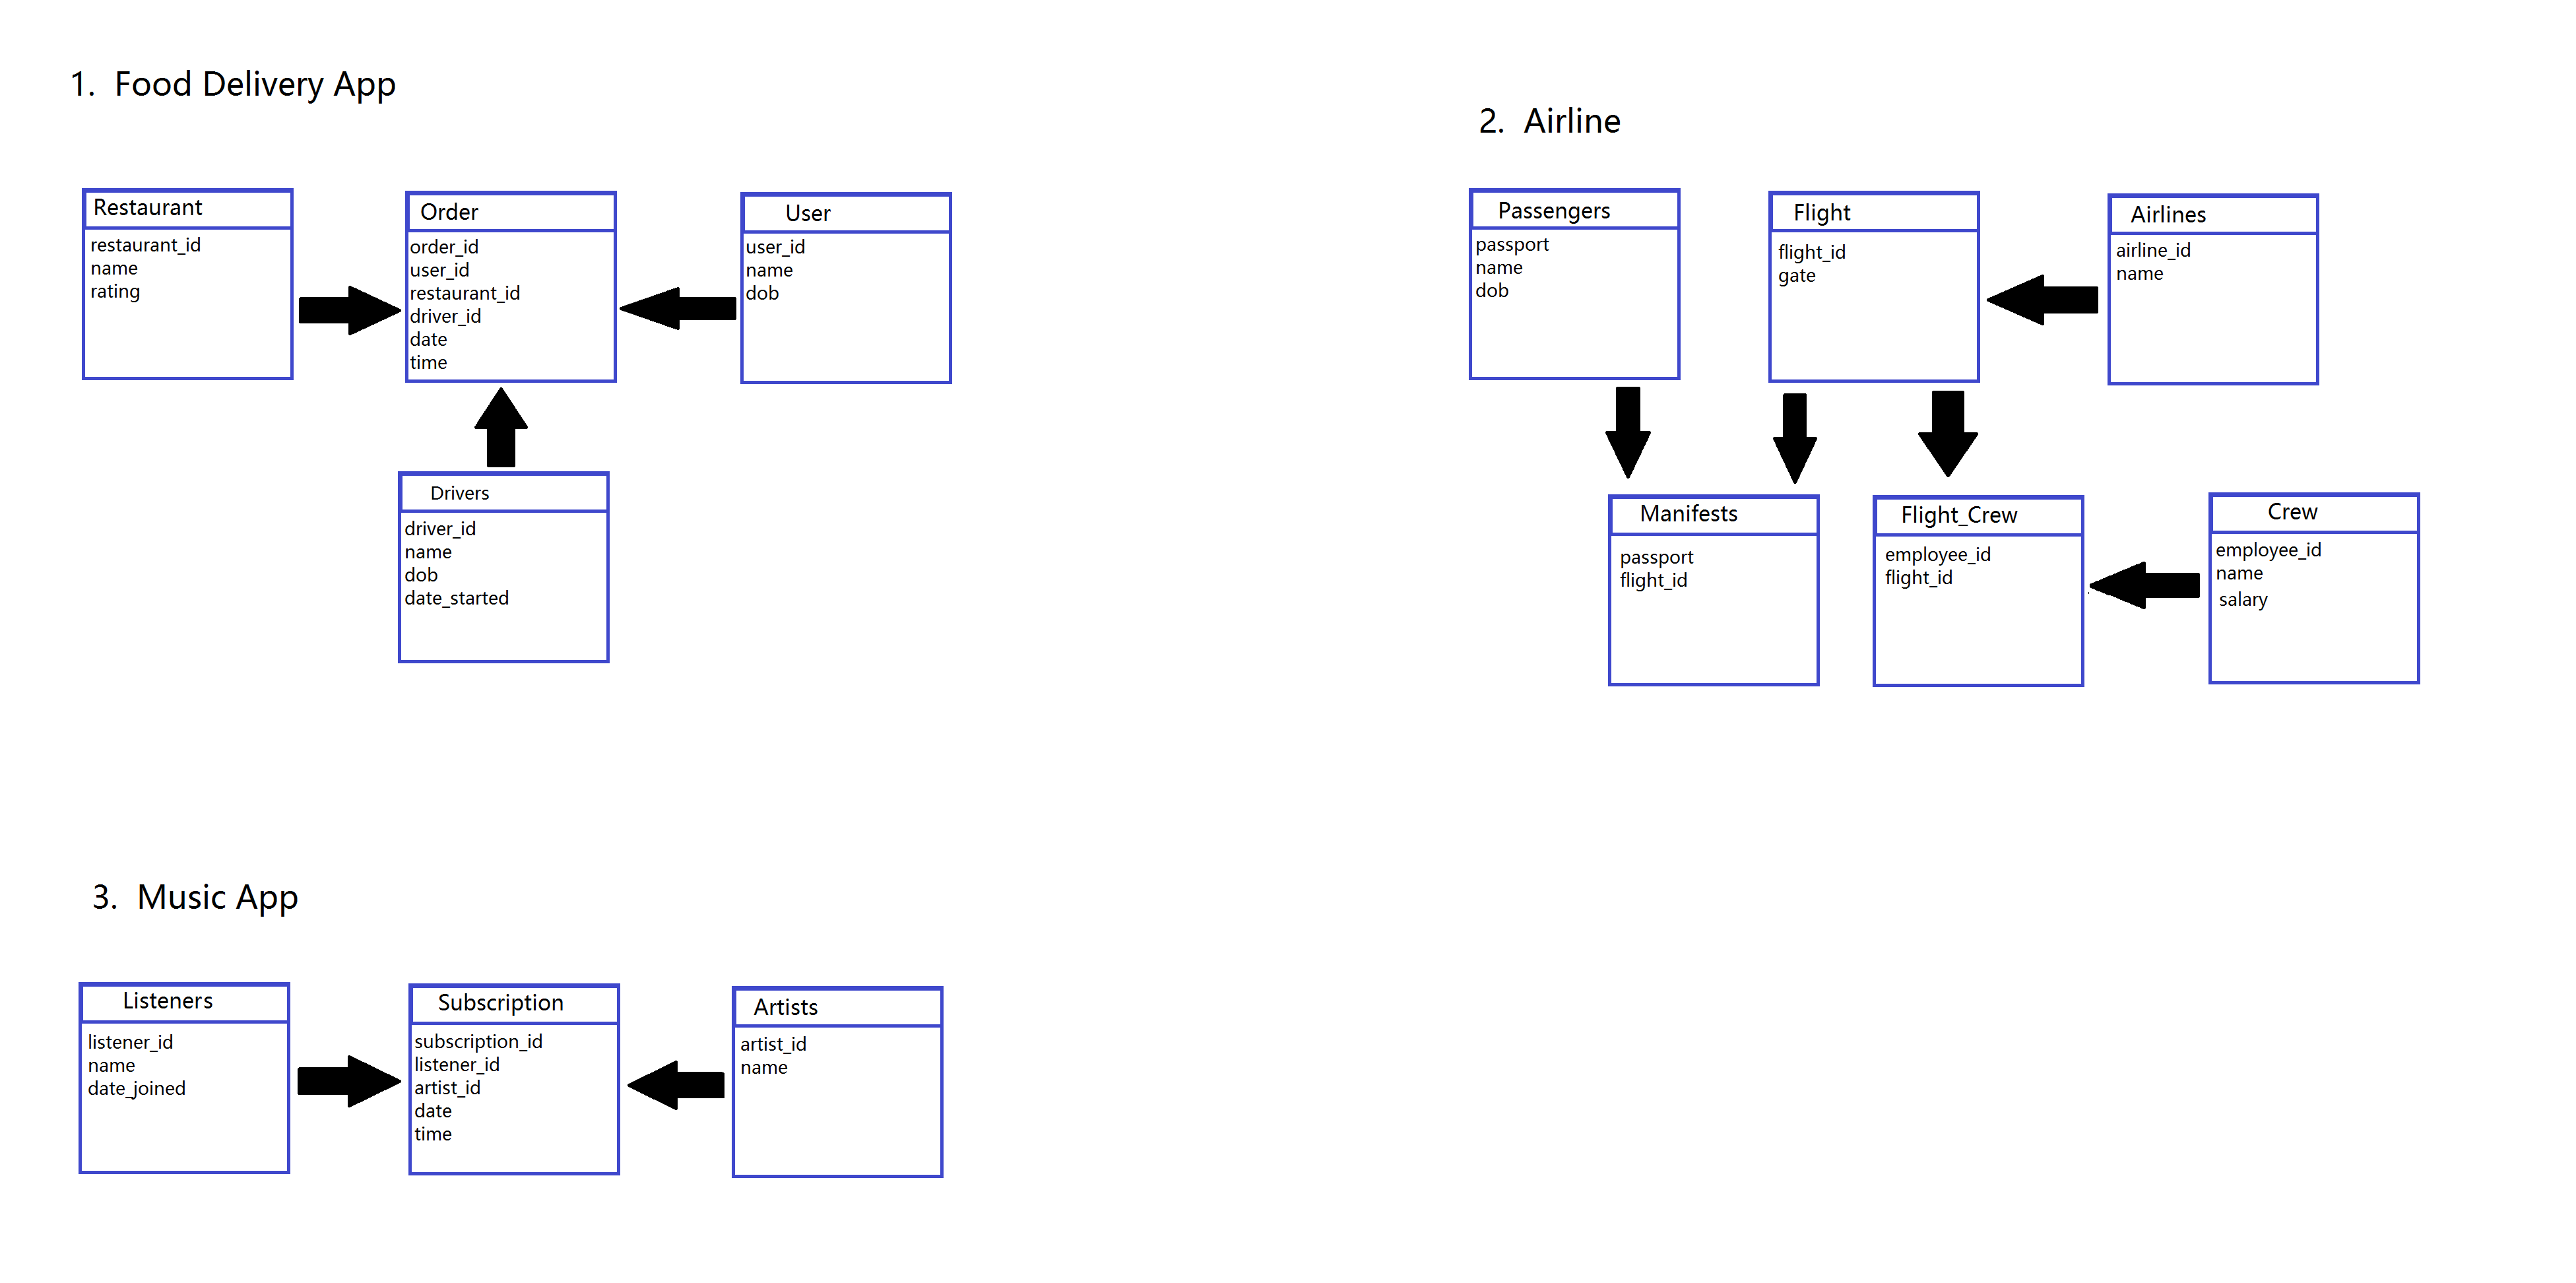 1. Food Delivery App
Restaurant
restaurant_id
name
rating
Order
order_id
user_id
restaurant_id
driver_id
date
time
User
user_id
name
dob
Drivers
driver_id
name
dob
date_started
2. Airline
Passengers
passport
name
dob
Flight
flight_id
gate
Airlines
airline_id
name
Manifests
passport
flight_id
Flight_Crew
employee_id
flight_id
Crew
employee_id
name
salary
3. Music App
Listeners
listener_id
name
date_joined
Subscription
subscription_id
listener_id
artist_id
date
time
Artists
artist_id
name